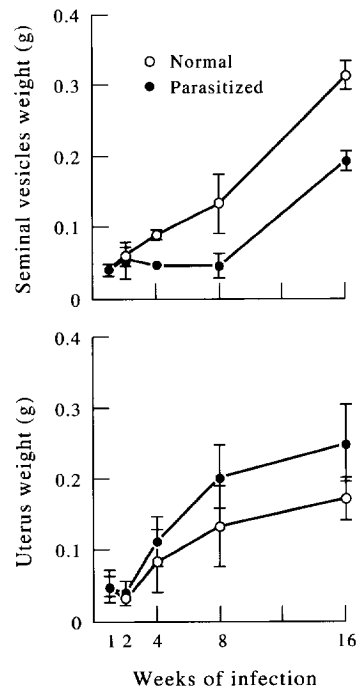 Seminal vesicles weight (g)
0.4
0.3
0.2
0.1
0
Normal
Parasitized
Uterus weight (g)
0.4
0.3
0.2
0.1
0
1 2 4 8 16
Weeks of infection